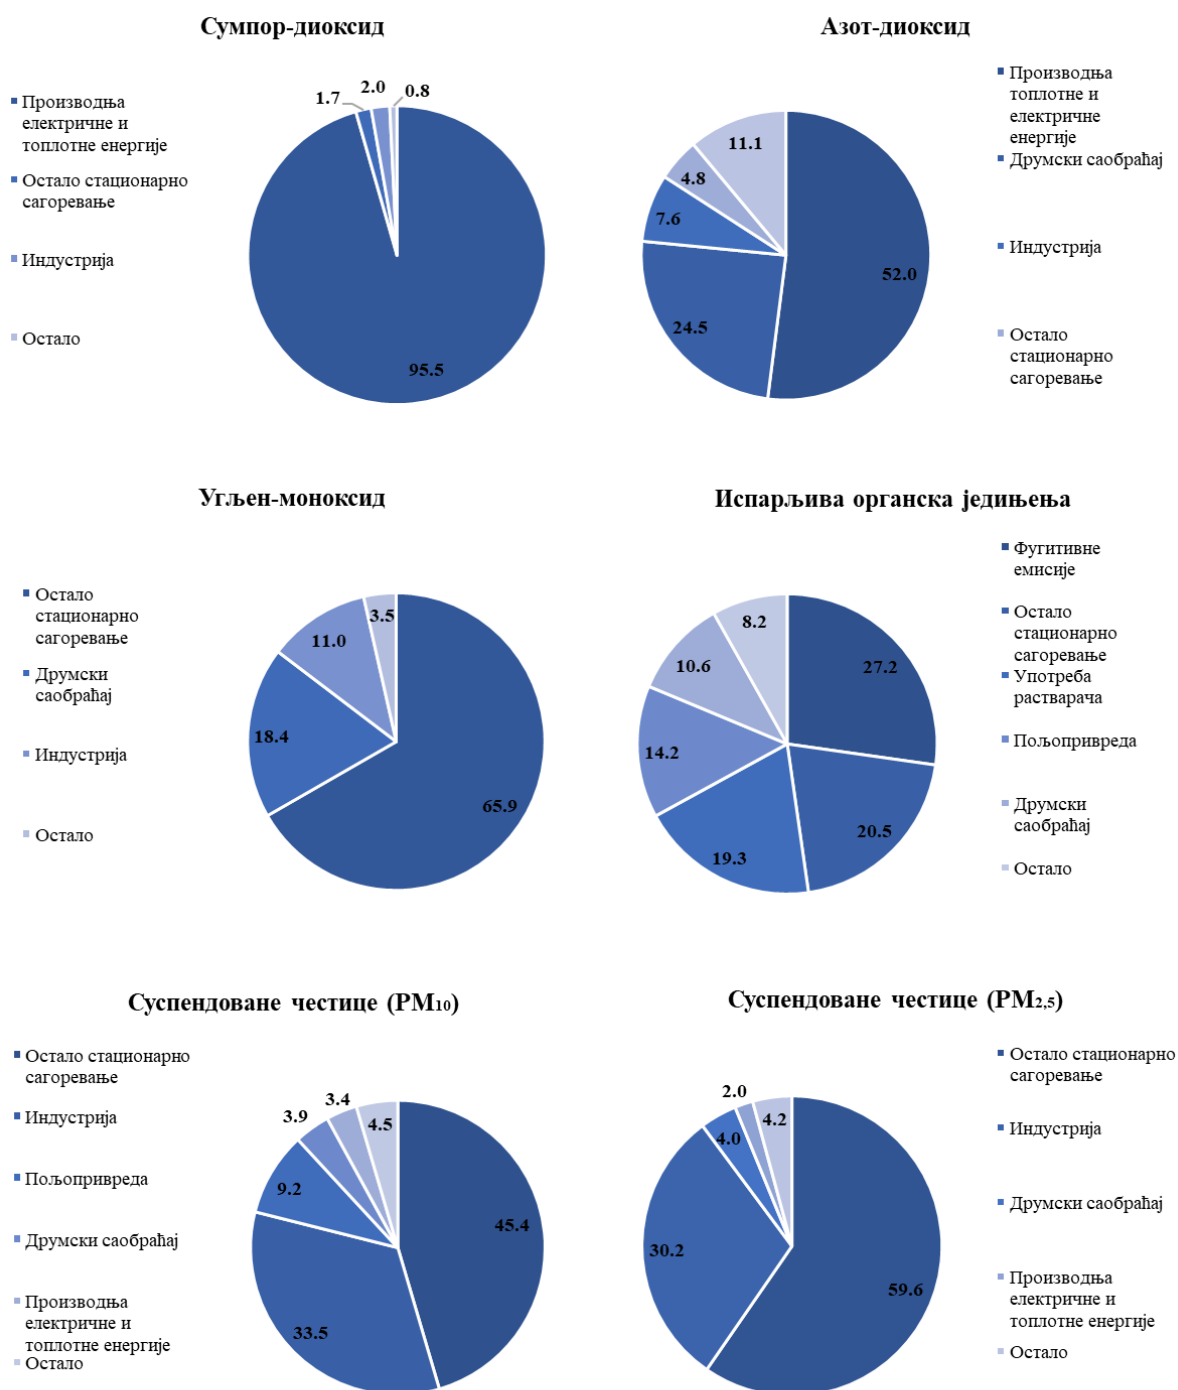 Сумпор-диоксид
Производња
електричне и
топлотне енергије
Остало стационарно
сагоревање
Индустрија
Остало
1.7
2.0
0.8
95.5
Азот-диоксид
Производња
топлотне и
електричне
енергије
Друмски саобраћај
Индустрија
Остало
стационарно
сагоревање
11.1
4.8
7.6
24.5
52.0
Угљен-моноксид
Остало
стационарно
сагоревање
Друмски
саобраћај
Индустрија
Остало
3.5
11.0
18.4
65.9
Испарљива органска једињења
Фугитивне
емисије
Остало
стационарно
сагоревање
Употреба
растварача
Пољопривреда
Друмски
саобраћај
Остало
8.2
10.6
14.2
19.3
20.5
27.2
Суспендоване честице (PM10)
Остало стационарно
сагоревање
Индустрија
Пољопривреда
Друмски саобраћај
Производња
електричне и
топлотне енергије
Остало
3.4
3.9
4.5
9.2
45.4
33.5
Суспендоване честице (PM2,5)
Остало стационарно
сагоревање
Индустрија
Друмски саобраћај
Производња
електричне и
топлотне енергије
Остало
2.0
4.2
4.0
30.2
59.6